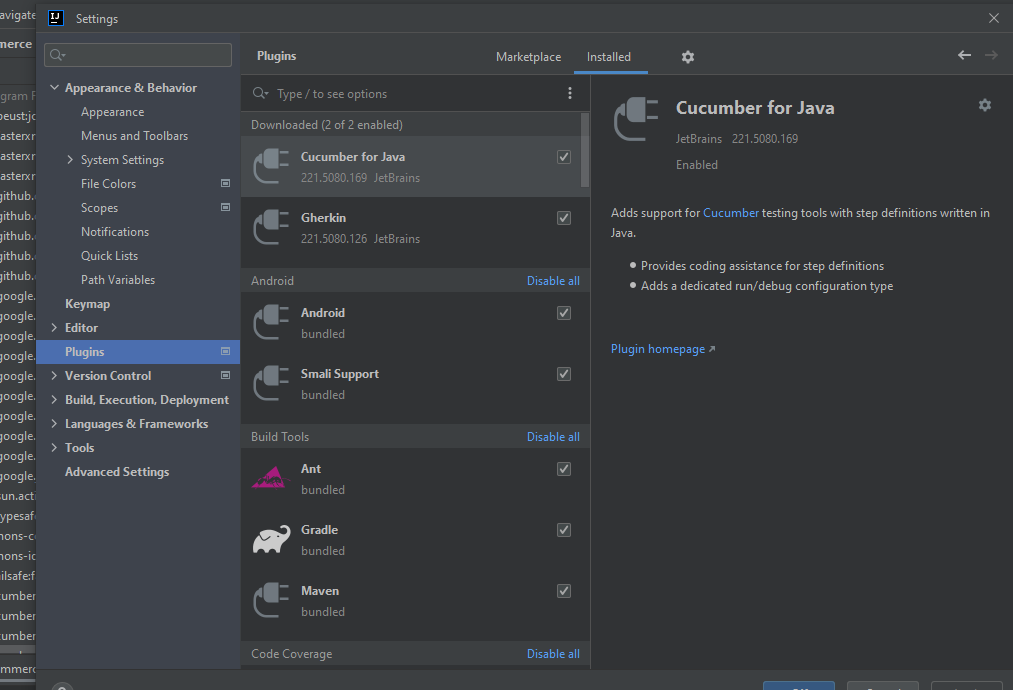 avigate
Settings
merce
Plugins
Marketplace
Installed
Type / to see options
Appearance & Behavior
Appearance
Menus and Toolbars
System Settings
File Colors
Scopes
Notifications
Quick Lists
Path Variables
Keymap
Editor
Plugins
Version Control
Build, Execution, Deployment
Languages & Frameworks
Tools
Advanced Settings
Downloaded (2 of 2 enabled)
Cucumber for Java
221.5080.169 JetBrains
Gherkin
221.5080.126 JetBrains
Android Disable all
Android
bundled
Smali Support
bundled
Build Tools Disable all
Ant
bundled
Gradle
bundled
Maven
bundled
Code Coverage Disable all
Cucumber for Java
JetBrains 221.5080.169
Enabled
Adds support for Cucumber testing tools with step definitions written in
Java.
Provides coding assistance for step definitions
Adds a dedicated run/debug configuration type
Plugin homepage
gram F
beust:jc
asterxr
asterxr
asterxr
github.
github.
github.
github.
github.
google.
google.
google.
google.
google.
google.
google.
google.
google.
google.
sun.acti
ypesaf
mons-c
mons-ic
ilsafe:f
umber
umber
umber
mmerc